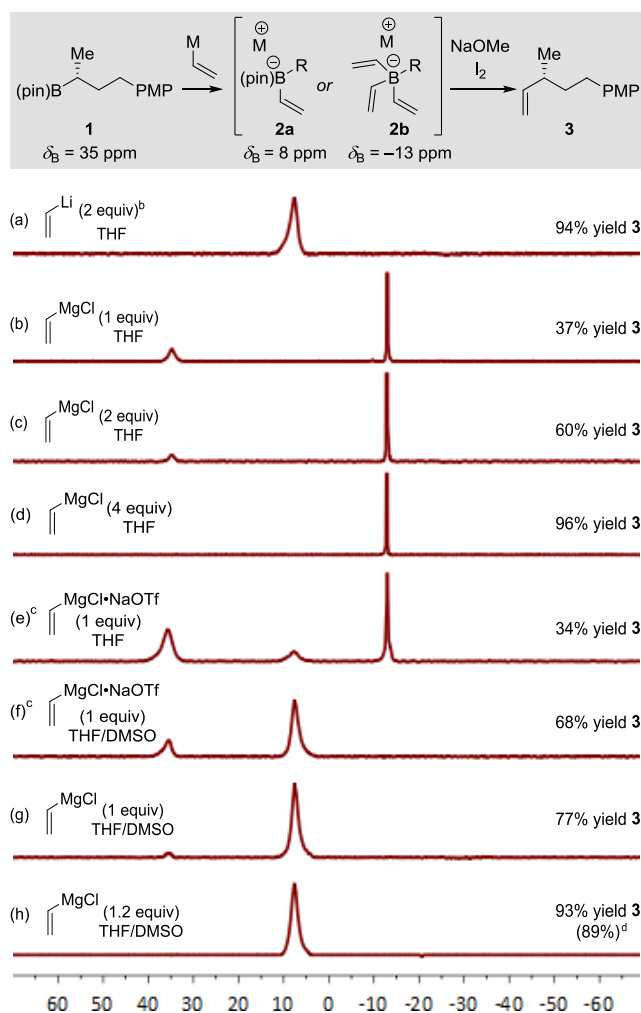 Me
M
M
⊕
M
⊕
(pin)B
PMP
(pin)B
⊖
R
or
B
⊖
R
NaOMe
I2
Me
PMP
1
2a
2b
3
δB = 35 ppm
δB = 8 ppm
δB = –13 ppm
(a) Li (2 equiv)b
THF
94% yield 3
(b) MgCl (1 equiv)
THF
37% yield 3
(c) MgCl (2 equiv)
THF
60% yield 3
(d) MgCl (4 equiv)
THF
96% yield 3
(e)c MgCl•NaOTf
(1 equiv)
THF
34% yield 3
(f)c MgCl•NaOTf
(1 equiv)
THF/DMSO
68% yield 3
(g) MgCl (1 equiv)
THF/DMSO
77% yield 3
(h) MgCl (1.2 equiv)
THF/DMSO
93% yield 3
(89%)d
60 50 40 30 20 10 0 -10 -20 -30 -40 -50 -60